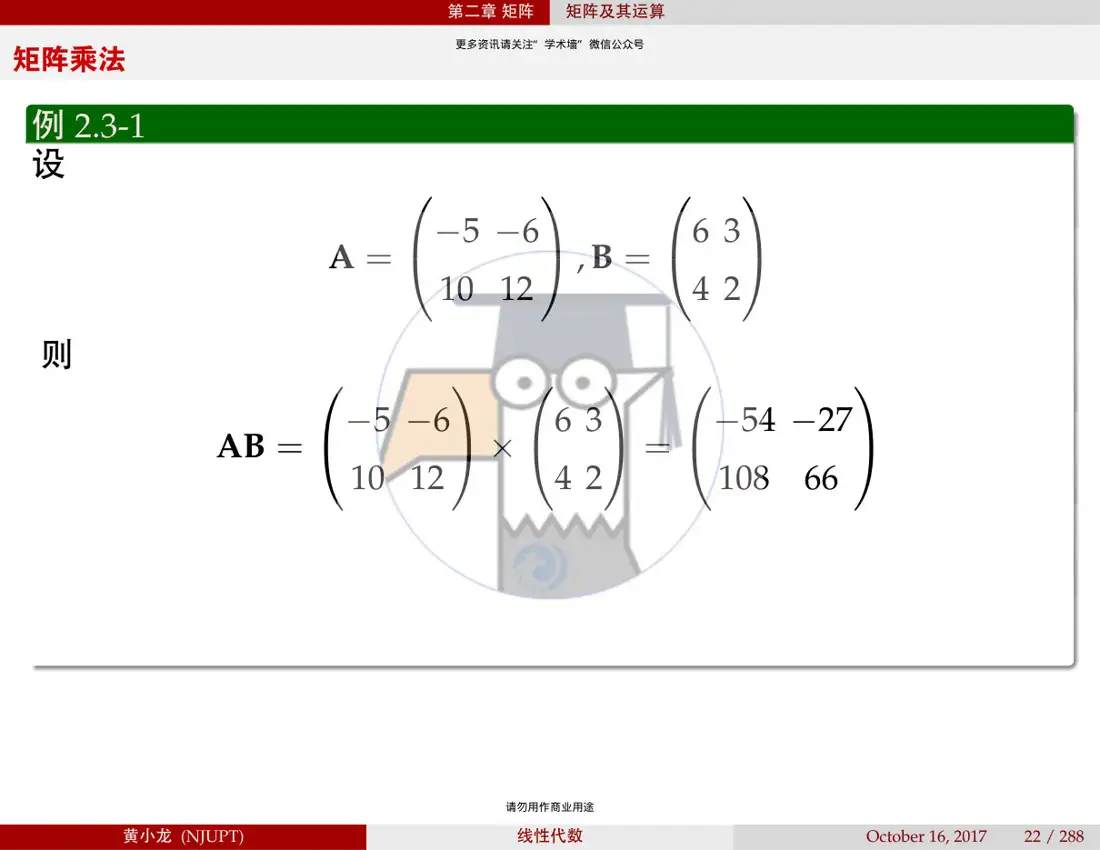 第二章 矩阵 矩阵及其运算
更多资讯请关注“ 学术墙” 微信公众号
矩阵乘法
例 2.3-1
设
A = ( −5 −6 ) , B = ( 6 3 )
( 10 12 ) ( 4 2 )
则
AB = ( −5 −6 ) × ( 6 3 ) = ( −54 −27 )
( 10 12 ) ( 4 2 ) ( 108 66 )
请勿用作商业用途
黄小龙 (NJUPT) 线性代数 October 16, 2017 22 / 288